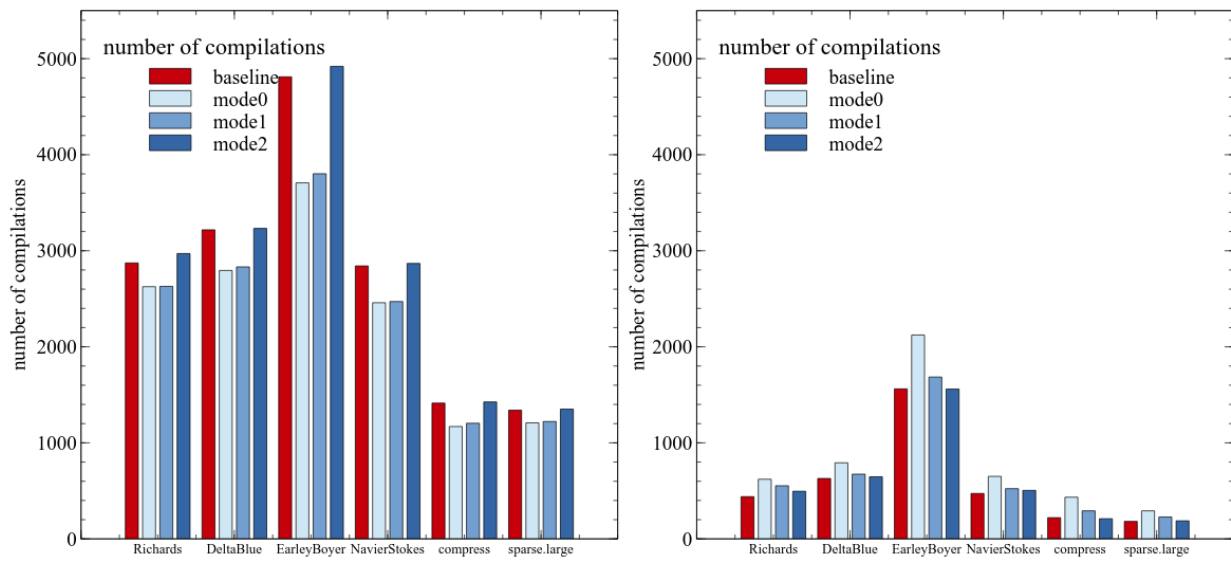 number of compilations
baseline
mode0
mode1
mode2
number of compilations
5000
4000
3000
2000
1000
0
Richards DeltaBlue EarleyBoyer NavierStokes compress sparse.large
number of compilations
baseline
mode0
mode1
mode2
number of compilations
5000
4000
3000
2000
1000
0
Richards DeltaBlue EarleyBoyer NavierStokes compress sparse.large